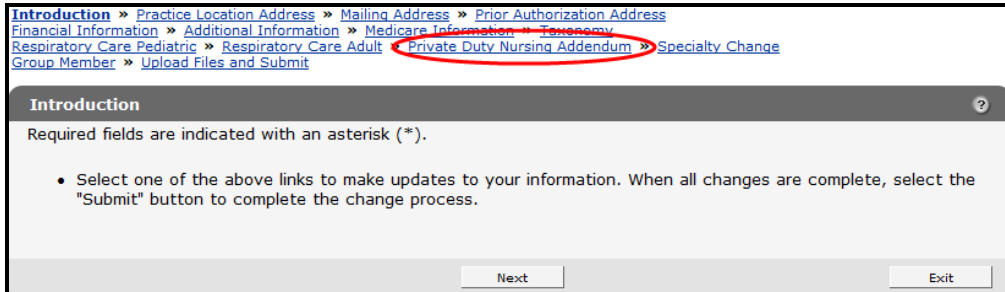 Introduction » Practice Location Address » Mailing Address » Prior Authorization Address
Financial Information » Additional Information » Medicare Information » Taxonomy
Respiratory Care Pediatric » Respiratory Care Adult » Private Duty Nursing Addendum » Specialty Change
Group Member » Upload Files and Submit
Introduction ?
Required fields are indicated with an asterisk (*).
• Select one of the above links to make updates to your information. When all changes are complete, select the
"Submit" button to complete the change process.
Next Exit